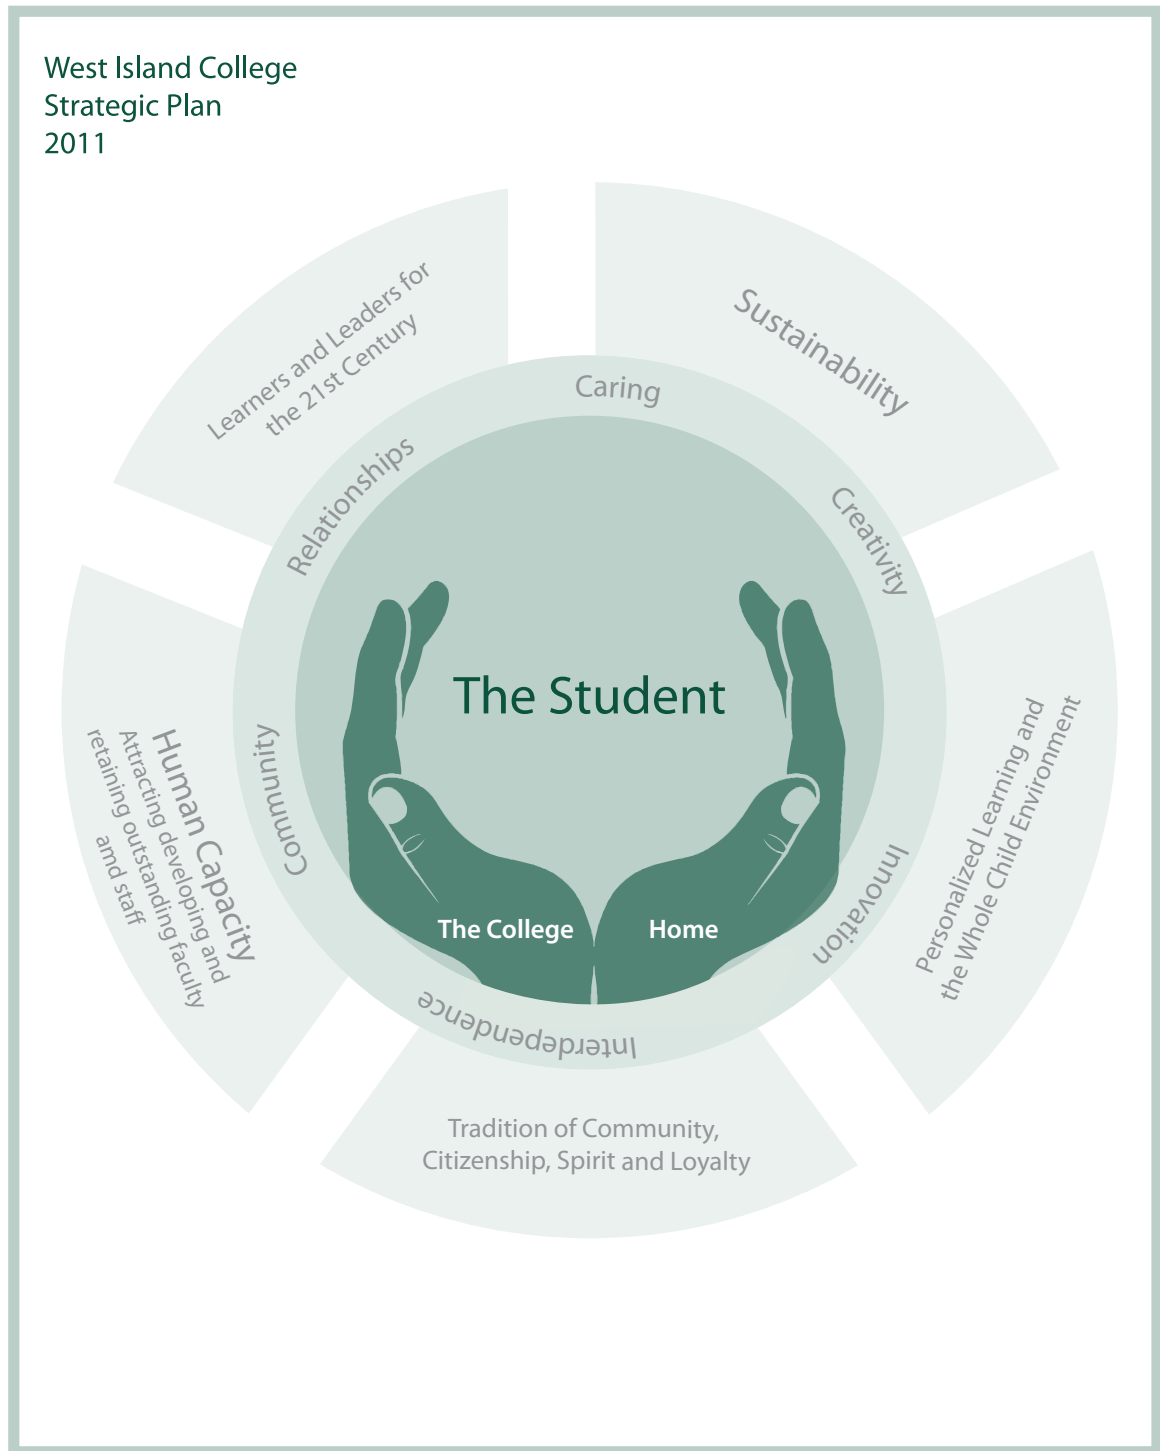 West Island College
Strategic Plan
2011
Learners and Leaders for
the 21st Century
Sustainability
Caring
Relationships
Creativity
The Student
Personalized Learning and
the Whole Child Environment
Human Capacity
Attracting developing and
retaining outstanding faculty
amd staff
Community
Innovation
The College
Home
Interdependence
Tradition of Community,
Citizenship, Spirit and Loyalty